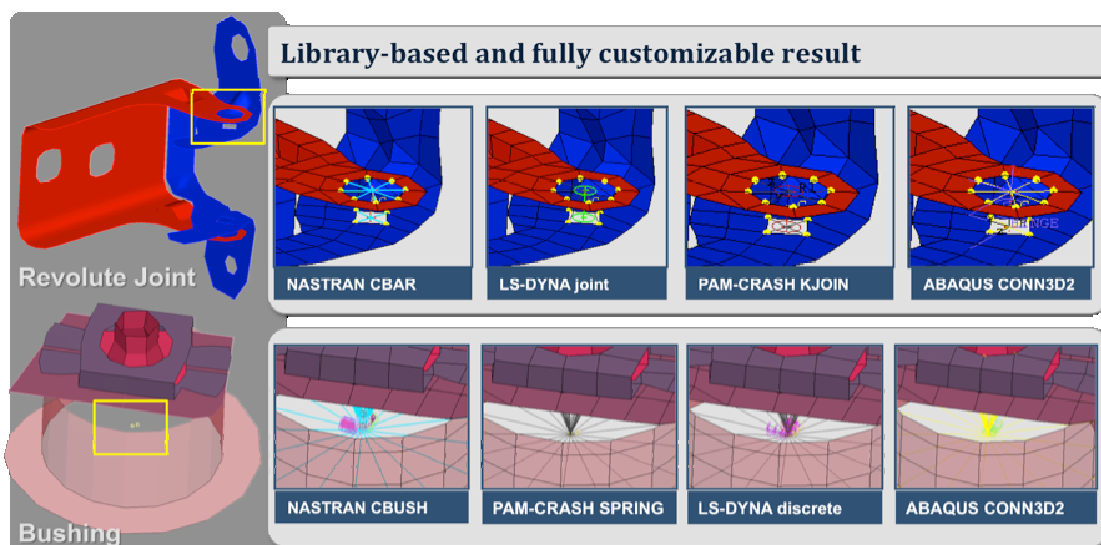 Library-based and fully customizable result
Revolute Joint
NASTRAN CBAR
LS-DYNA joint
PAM-CRASH KJOIN
ABAQUS CONN3D2
Bushing
NASTRAN CBUSH
PAM-CRASH SPRING
LS-DYNA discrete
ABAQUS CONN3D2